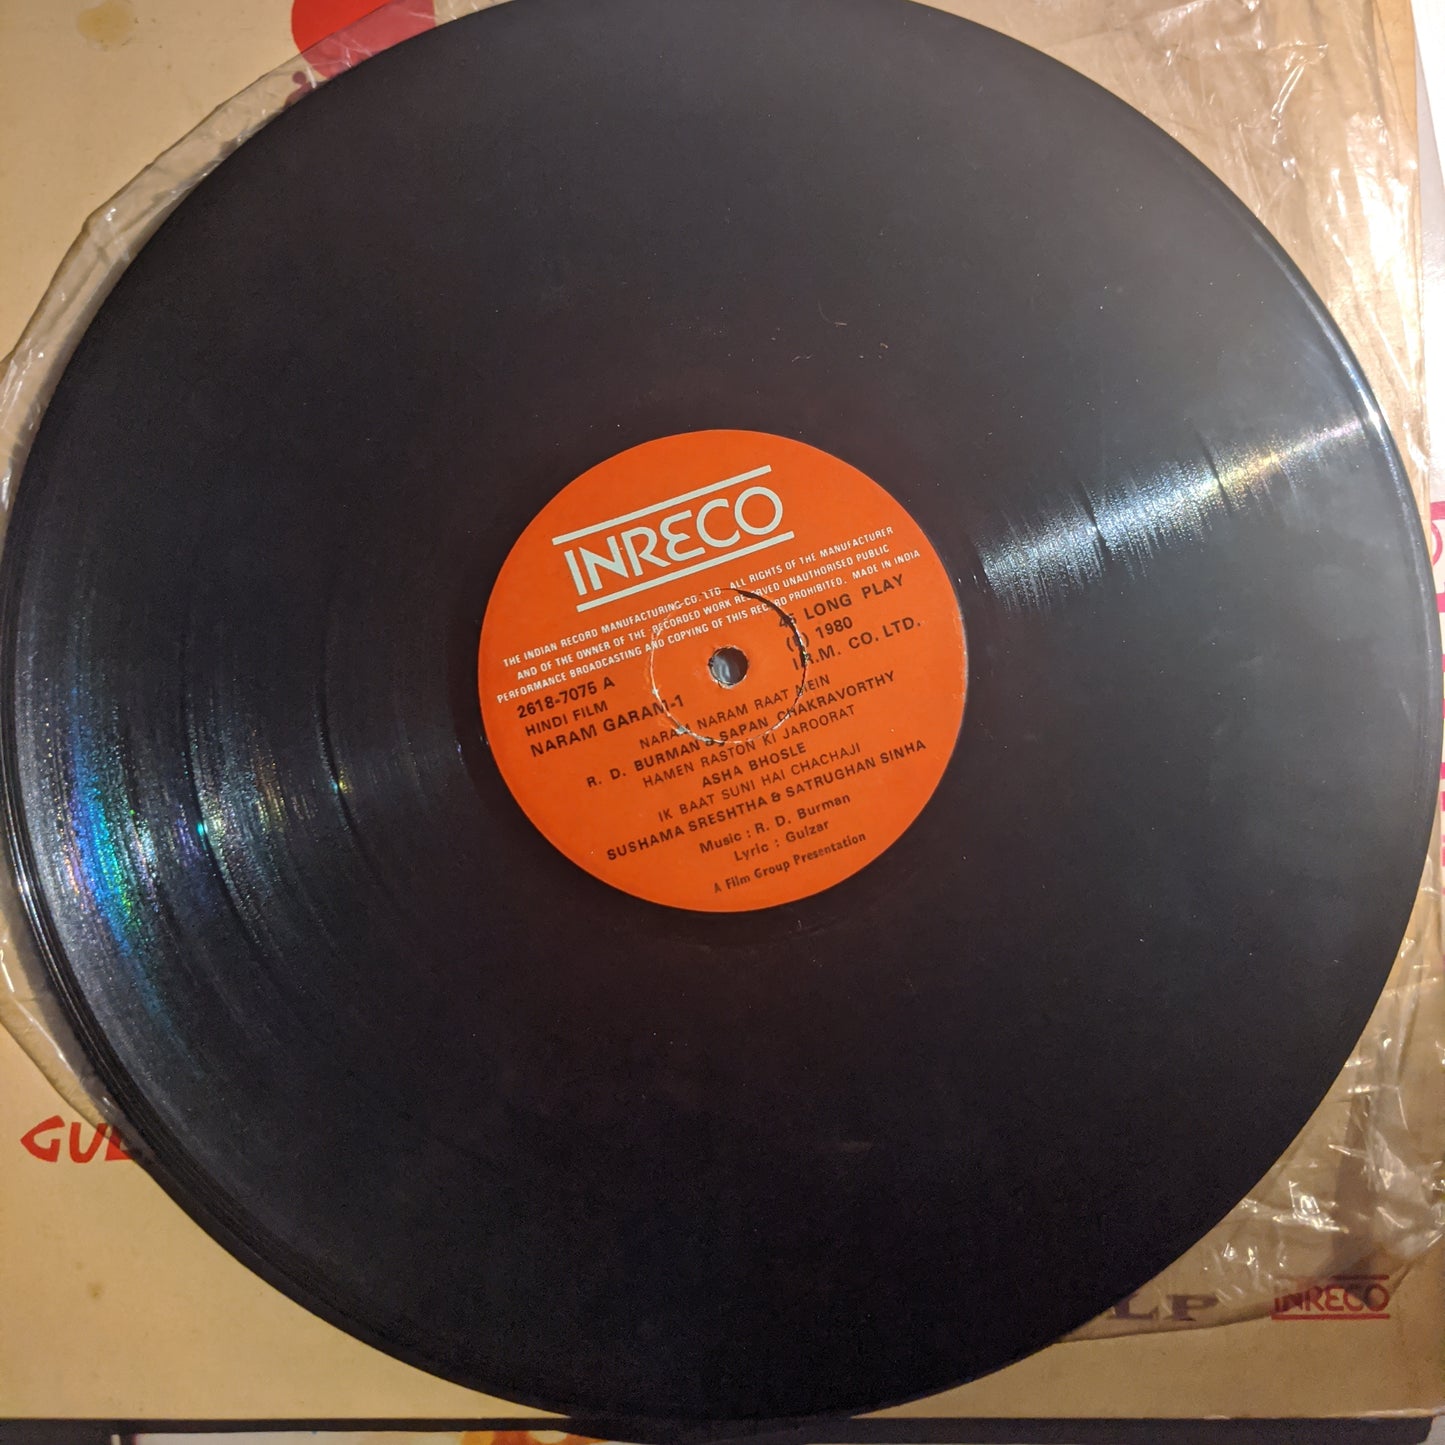 INRECO
THE INDIAN RECORD MANUFACTURING CO. LTD. ALL RIGHTS OF THE MANUFACTURER
AND OF THE OWNER OF THE RECORDED WORK RESERVED UNAUTHORISED PUBLIC
PERFORMANCE BROADCASTING AND COPYING OF THIS RECORD PROHIBITED. MADE IN INDIA
45 LONG PLAY
(P) 1980
I.R.M. CO. LTD.
2618-7075 A
HINDI FILM
NARAM GARAM-1
NARAM NARAM RAAT MEIN
R. D. BURMAN & SAPAN CHAKRAVORTHY
HAMEN RASTON KI JAROORAT
ASHA BHOSLE
IK BAAT SUNI HAI CHACHAJI
SUSHAMA SRESHTHA & SATRUGHAN SINHA
Music : R. D. Burman
Lyric : Gulzar
A Film Group Presentation
GUL
LP
INRECO